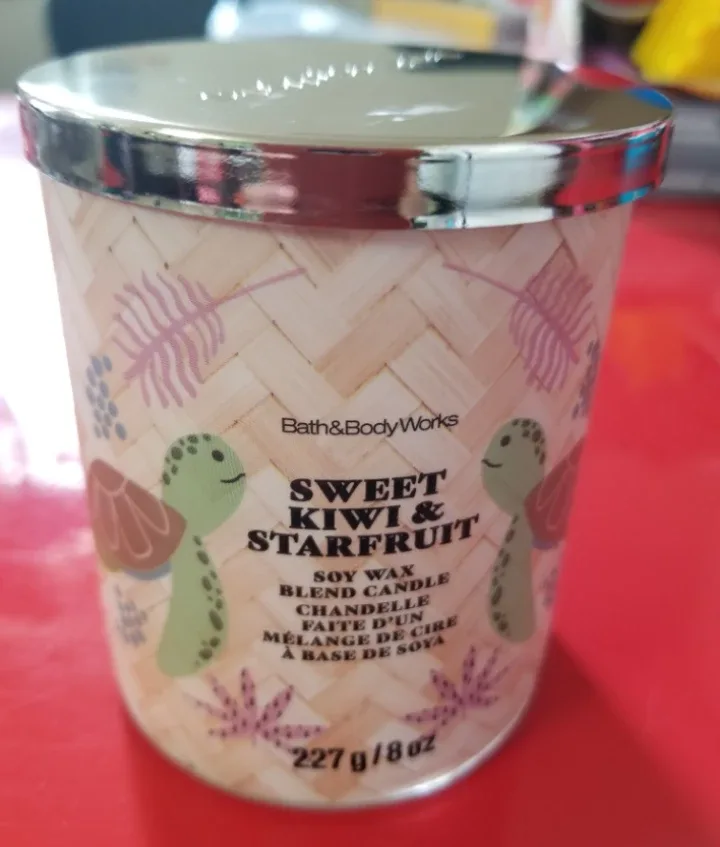 Bath&BodyWorks
SWEET
KIWI &
STARFRUIT
SOY WAX
BLEND CANDLE
CHANDELLE
FAITE D'UN
MÉLANGE DE CIRE
À BASE DE SOYA
227 g / 8 oz